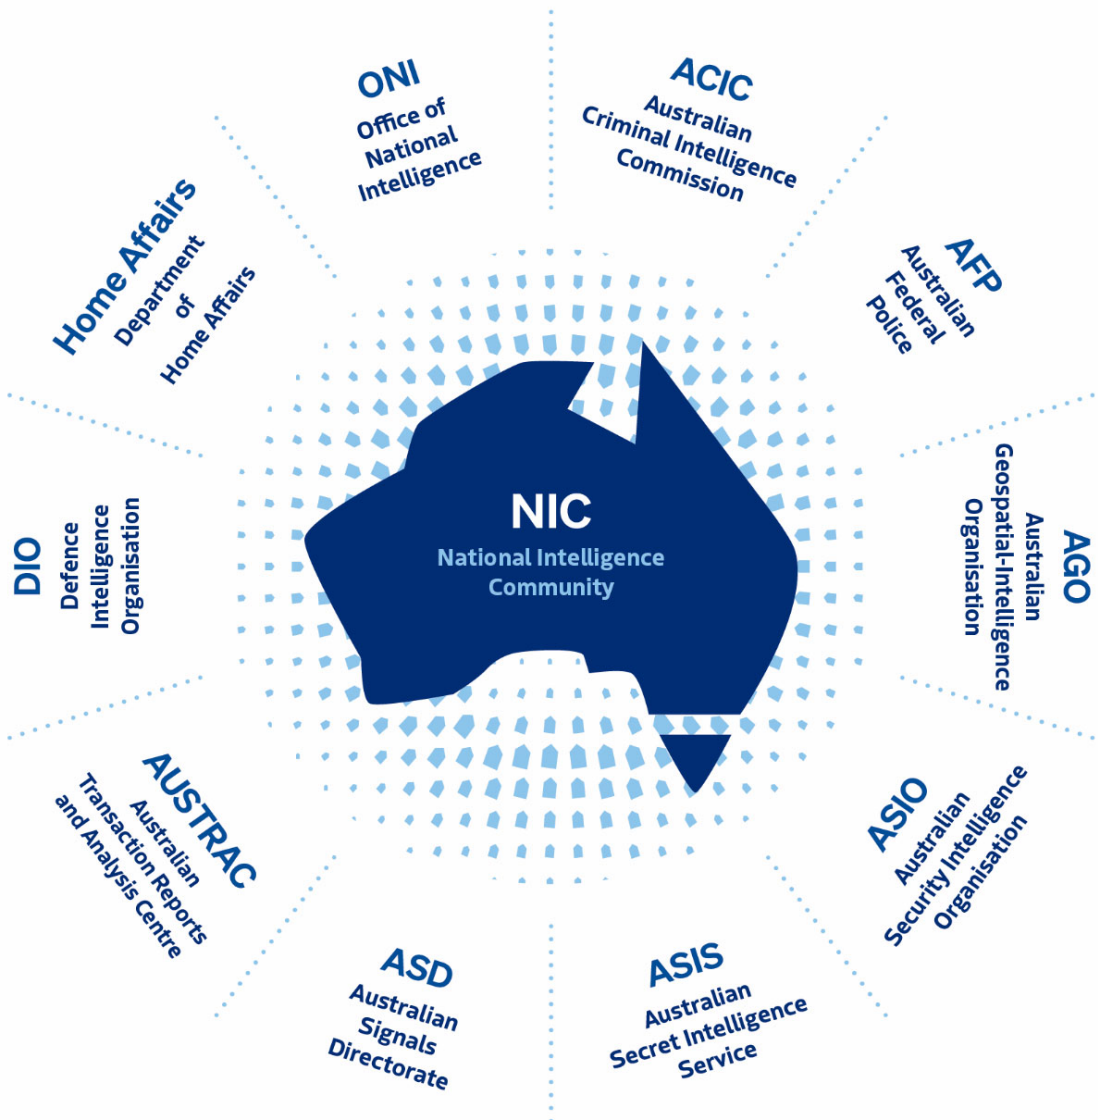 ONI
Office of
National
Intelligence
ACIC
Australian
Criminal Intelligence
Commission
AFP
Australian
Federal
Police
AGO
Australian
Geospatial-Intelligence
Organisation
ASIO
Australian
Security Intelligence
Organisation
ASIS
Australian
Secret Intelligence
Service
ASD
Australian
Signals
Directorate
AUSTRAC
Australian
Transaction Reports
and Analysis Centre
DIO
Defence
Intelligence
Organisation
Home Affairs
Department
of
Home Affairs
NIC
National Intelligence
Community